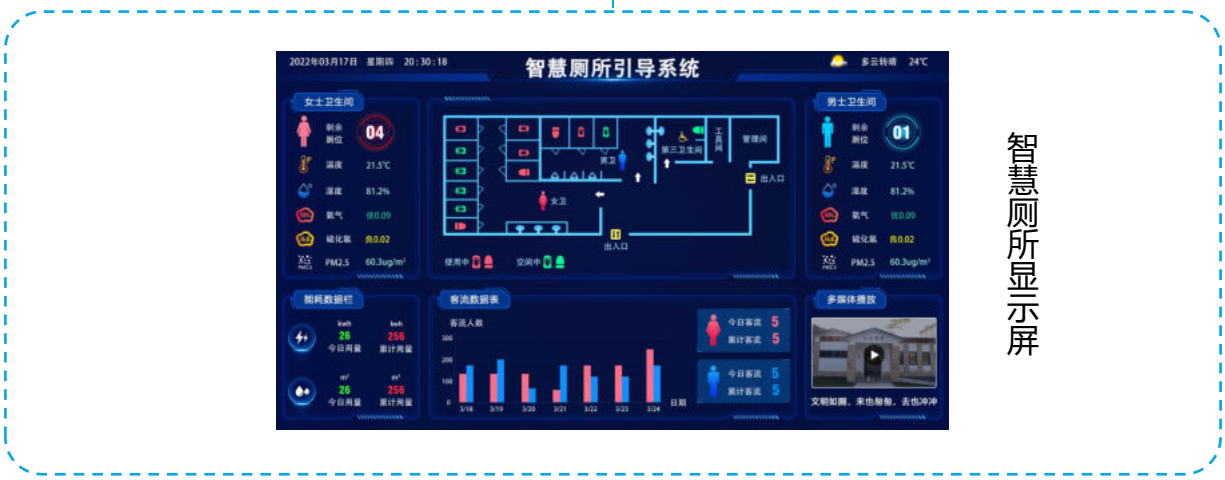 2022年03月17日 星期四 20:30:18
智慧厕所引导系统
多云转晴 24℃
女士卫生间
剩余
厕位
04
温度 21.5℃
湿度 81.2%
氨气 优0.09
硫化氢 良0.02
PM2.5 60.3ug/m³
男卫
女卫
第三卫生间
工具间
管理间
出入口
出入口
使用中
空闲中
男士卫生间
剩余
厕位
01
温度 21.5℃
湿度 81.2%
氨气 优0.09
硫化氢 良0.02
PM2.5 60.3ug/m³
能耗数据栏
kwh kwh
26 256
今日用量 累计用量
m³ m³
26 256
今日用量 累计用量
客流数据表
客流人数
300
200
100
0
3/18 3/19 3/20 3/21 3/22 3/23 3/24
日期
今日客流 5
累计客流 5
今日客流 5
累计客流 5
多媒体播放
文明如厕，来也匆匆，去也冲冲
智慧厕所显示屏